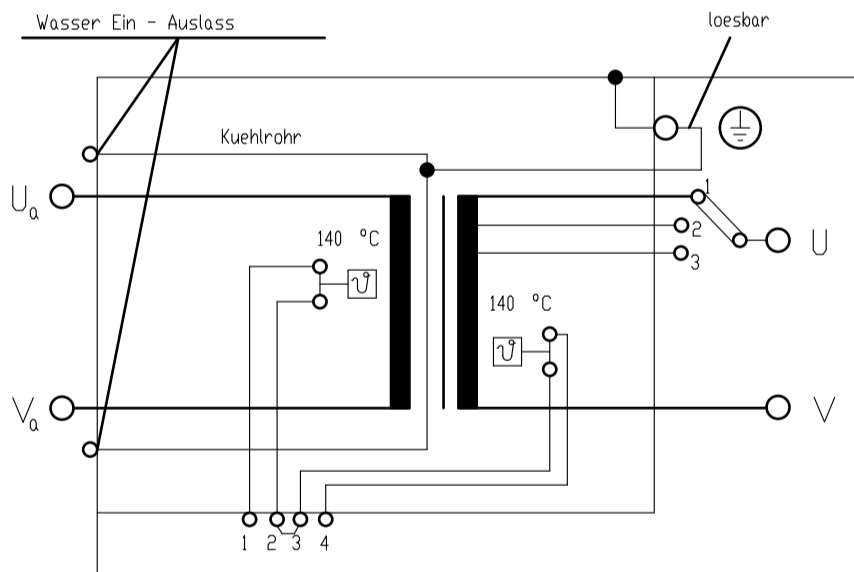 Wasser Ein - Auslass
loesbar
Kuehlrohr
Ua
1
140 °C
2
U
3
140 °C
ϑ
ϑ
Va
V
1 2 3 4